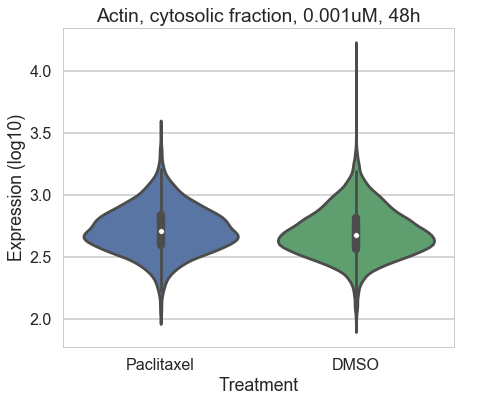 Actin, cytosolic fraction, 0.001uM, 48h
Expression (log10)
4.0
3.5
3.0
2.5
2.0
Paclitaxel DMSO
Treatment